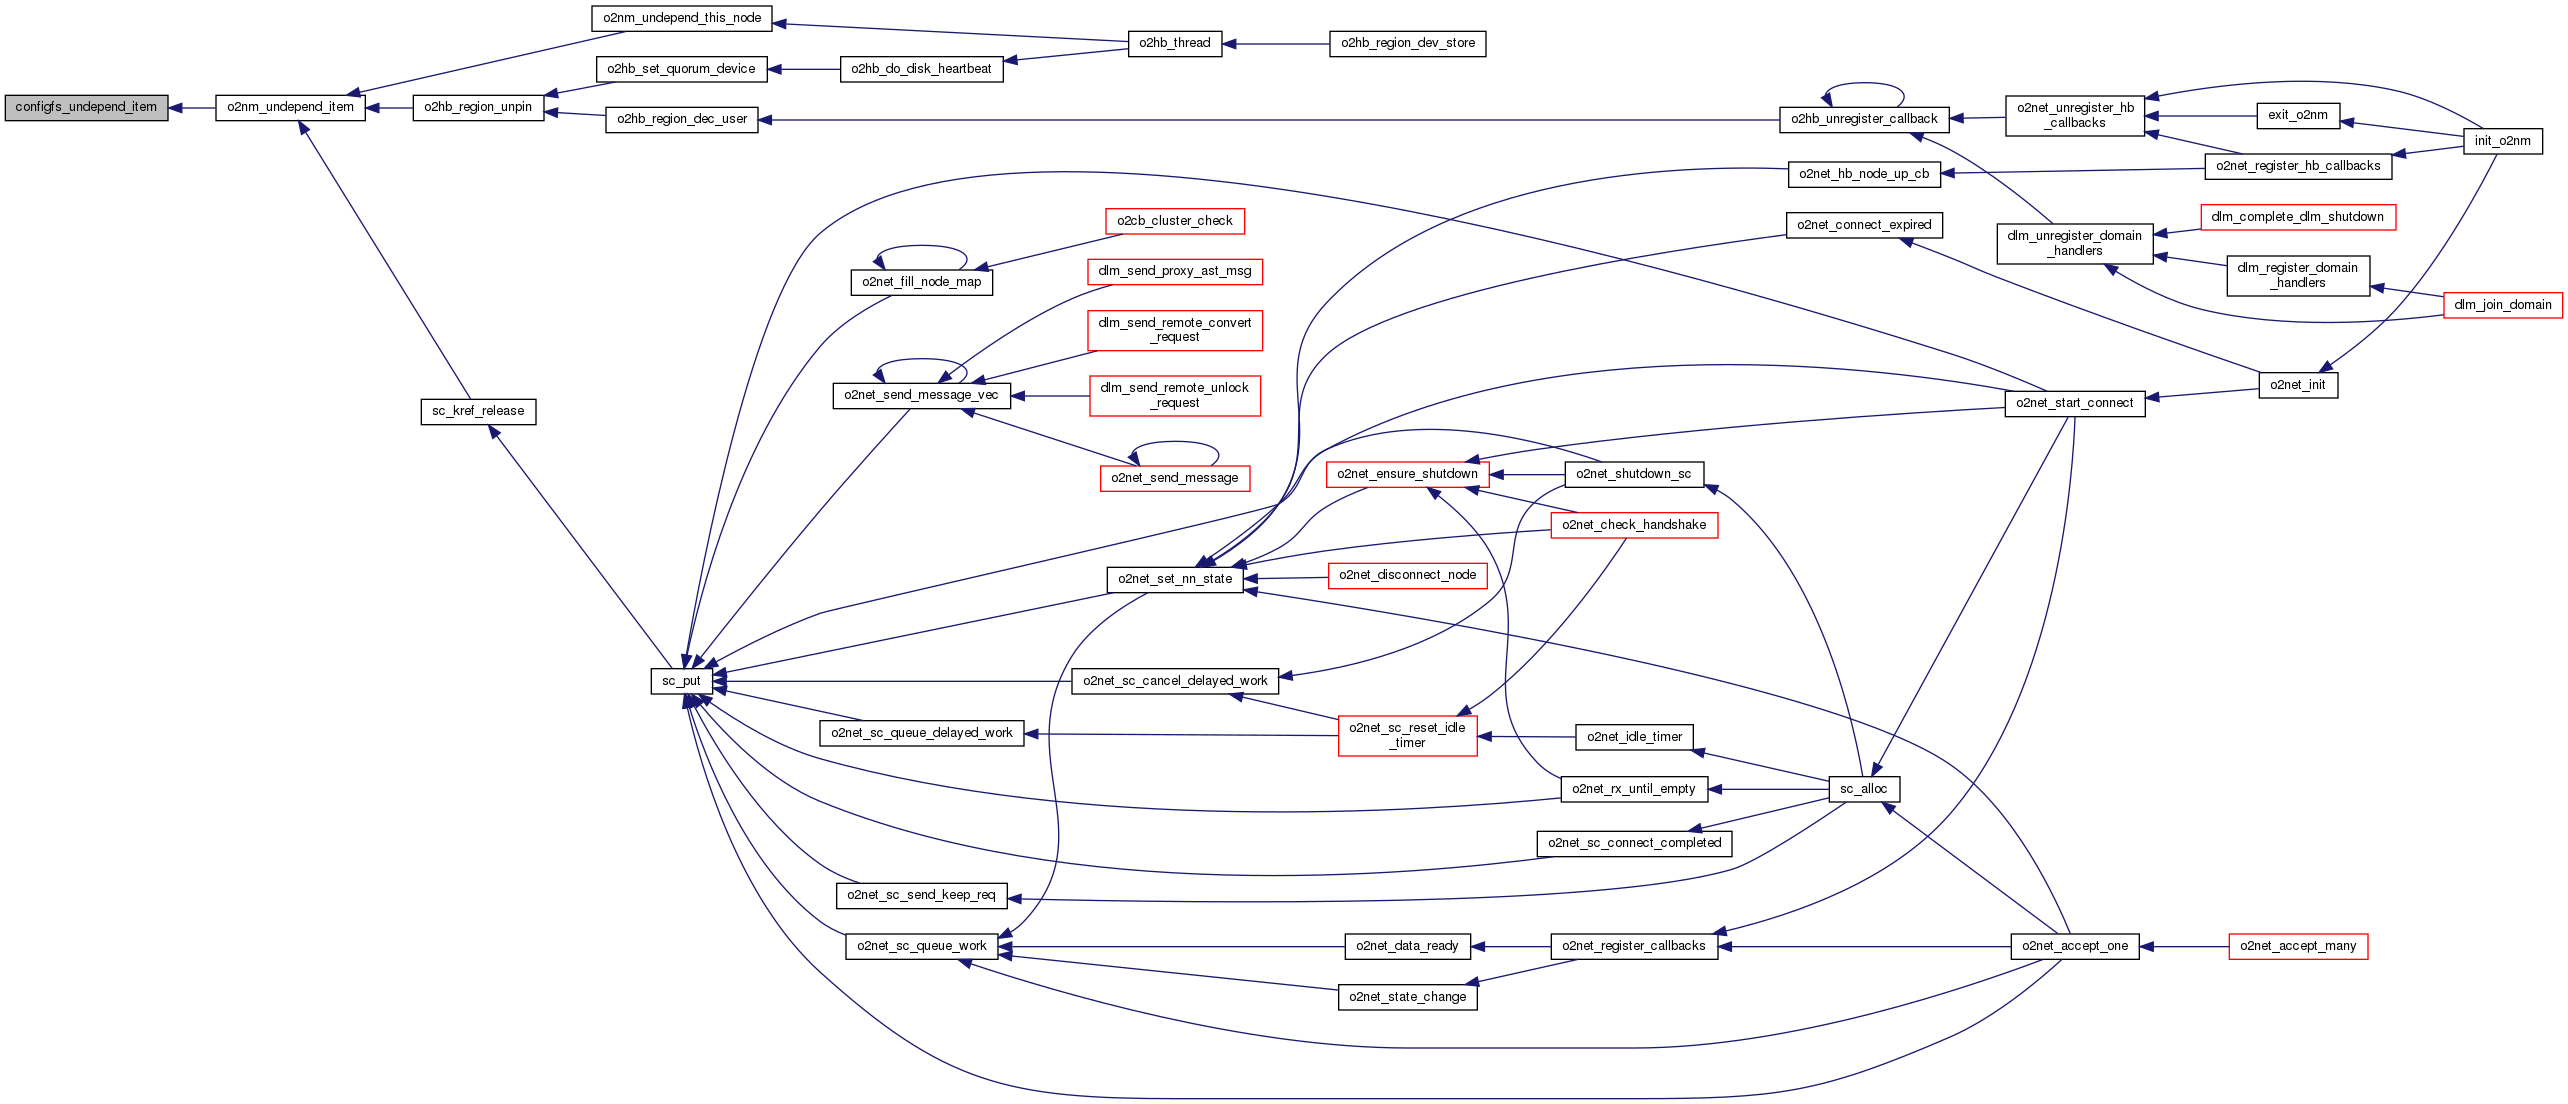 o2nm_undepend_this_node
o2hb_thread
o2hb_region_dev_store
o2hb_set_quorum_device
o2hb_do_disk_heartbeat
configfs_undepend_item
o2nm_undepend_item
o2hb_region_unpin
o2hb_region_dec_user
o2hb_unregister_callback
o2net_unregister_hb
_callbacks
exit_o2nm
init_o2nm
o2net_register_hb_callbacks
o2net_hb_node_up_cb
o2cb_cluster_check
o2net_connect_expired
dlm_complete_dlm_shutdown
dlm_unregister_domain
_handlers
dlm_register_domain
_handlers
dlm_join_domain
o2net_fill_node_map
dlm_send_proxy_ast_msg
dlm_send_remote_convert
_request
o2net_send_message_vec
dlm_send_remote_unlock
_request
o2net_init
o2net_start_connect
sc_kref_release
o2net_send_message
o2net_ensure_shutdown
o2net_shutdown_sc
o2net_check_handshake
o2net_set_nn_state
o2net_disconnect_node
sc_put
o2net_sc_cancel_delayed_work
o2net_sc_queue_delayed_work
o2net_sc_reset_idle
_timer
o2net_idle_timer
o2net_rx_until_empty
sc_alloc
o2net_sc_connect_completed
o2net_sc_send_keep_req
o2net_sc_queue_work
o2net_data_ready
o2net_register_callbacks
o2net_accept_one
o2net_accept_many
o2net_state_change